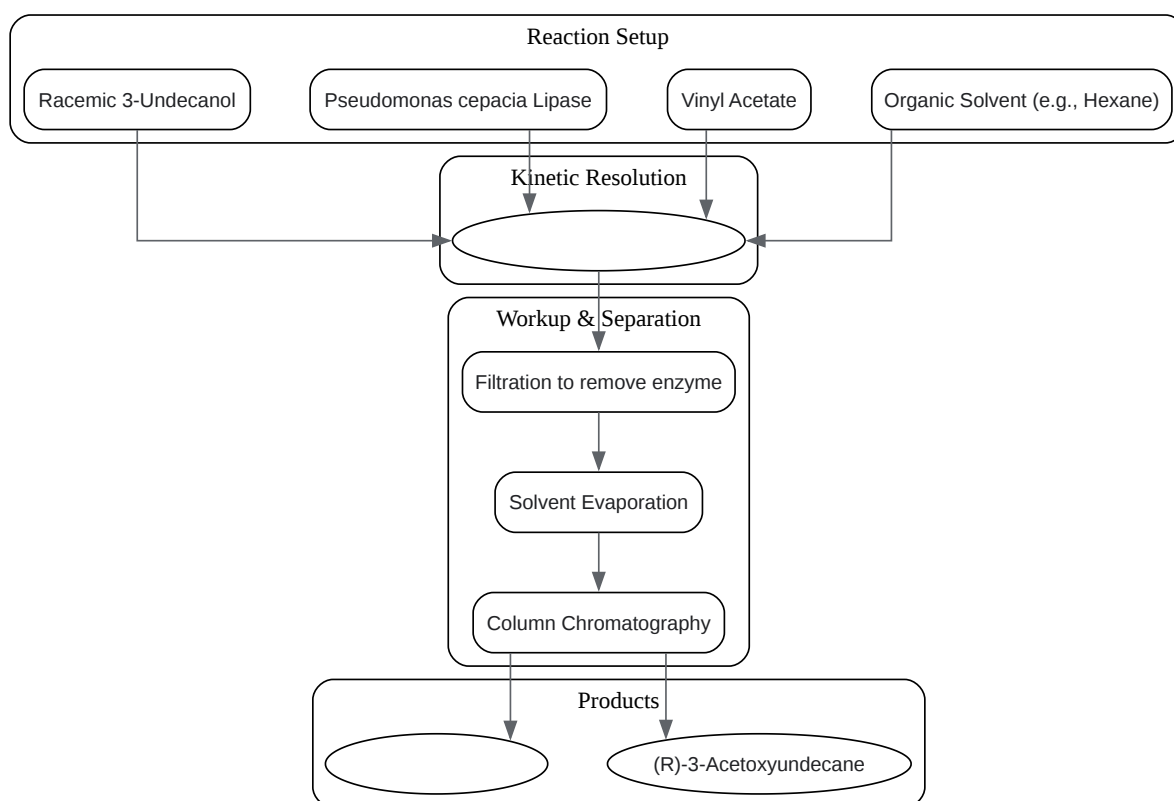 Reaction Setup
Racemic 3-Undecanol
Pseudomonas cepacia Lipase
Vinyl Acetate
Organic Solvent (e.g., Hexane)
Kinetic Resolution
Workup & Separation
Filtration to remove enzyme
Solvent Evaporation
Column Chromatography
Products
(R)-3-Acetoxyundecane